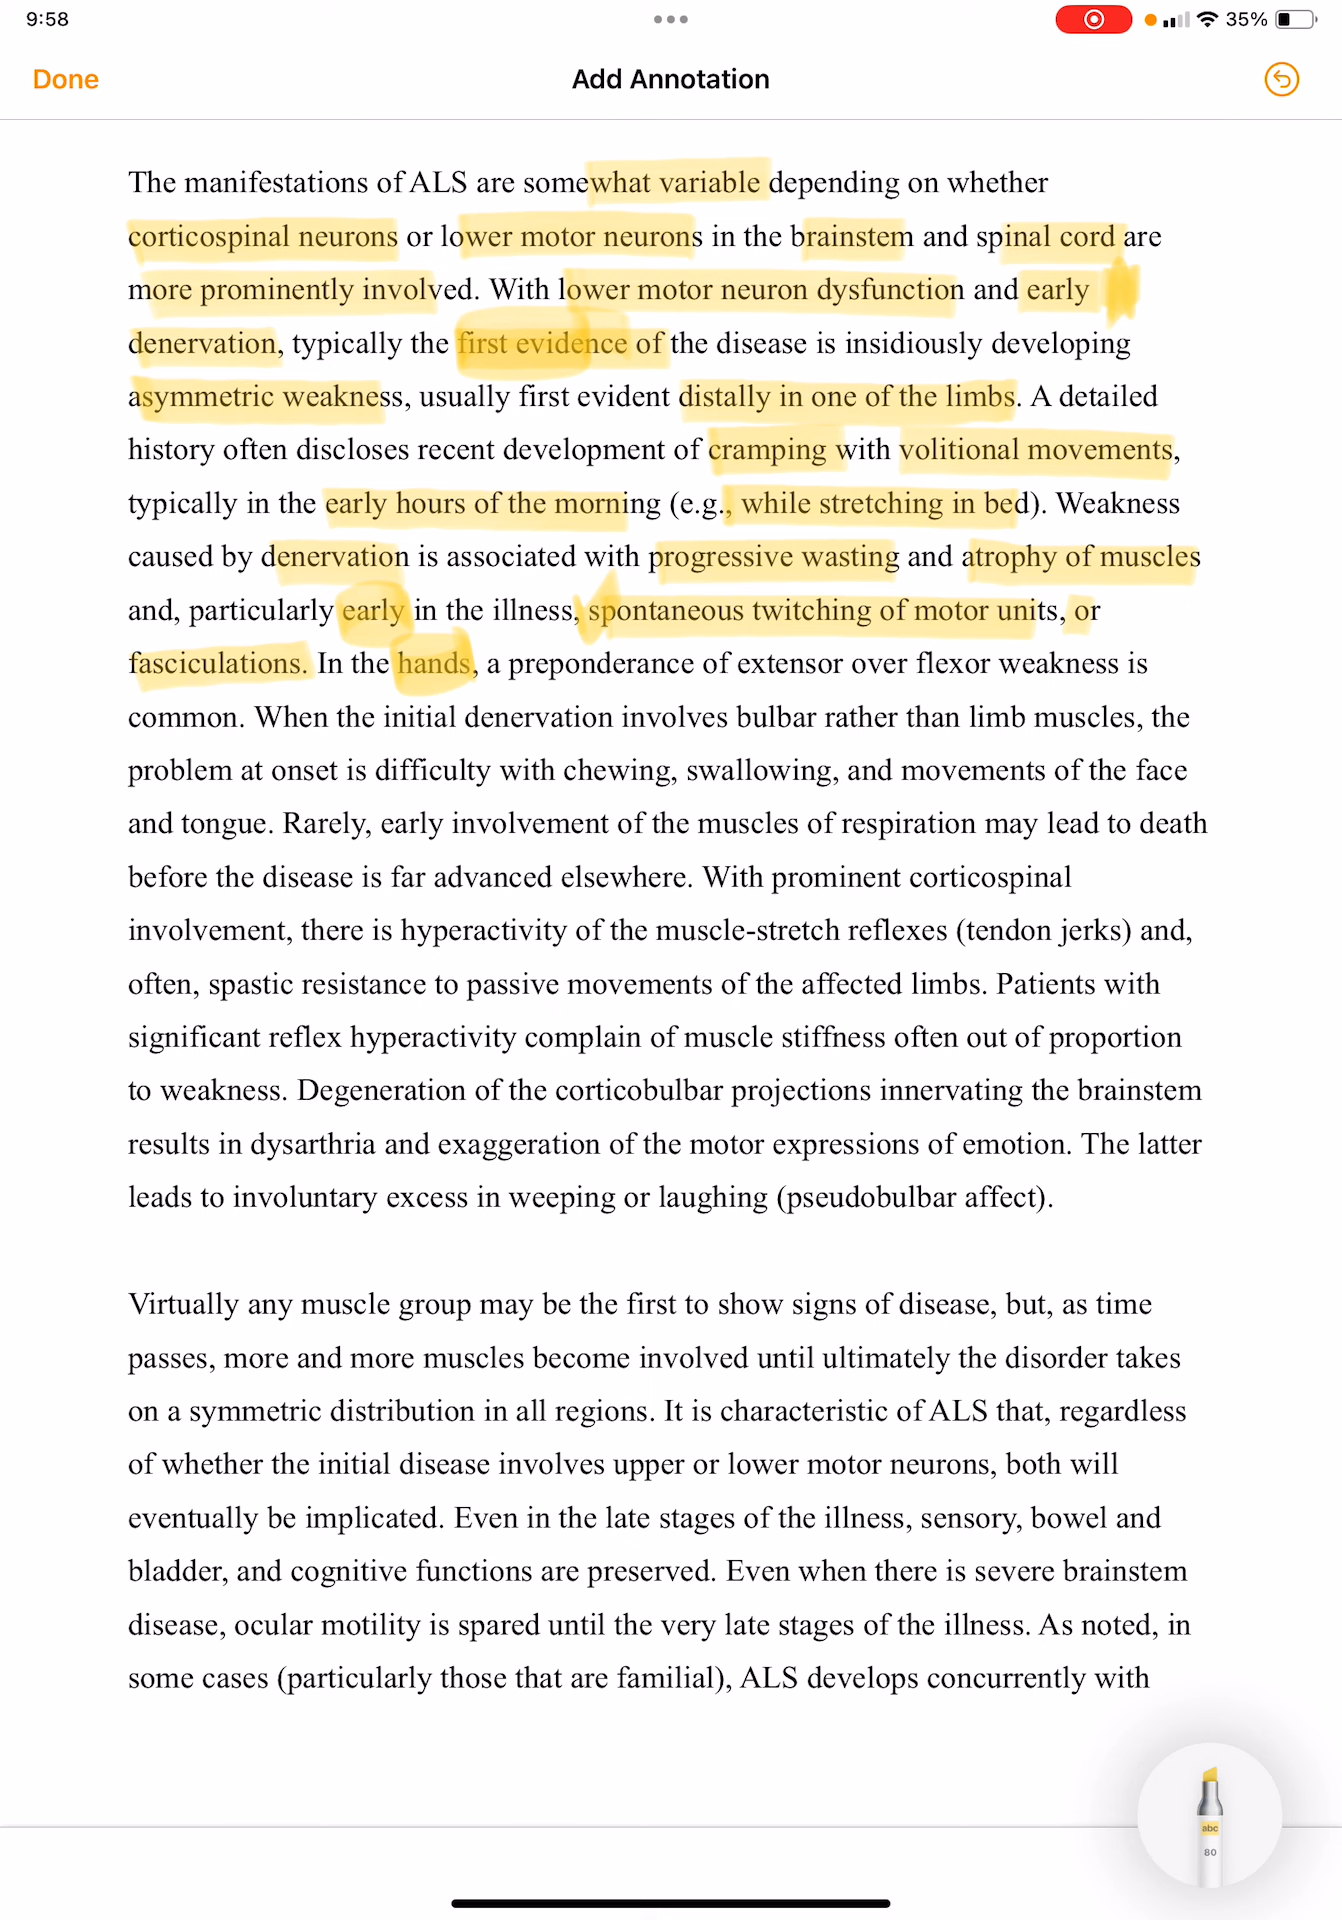 9:58
35%
Done
Add Annotation
The manifestations of ALS are somewhat variable depending on whether
corticospinal neurons or lower motor neurons in the brainstem and spinal cord are
more prominently involved. With lower motor neuron dysfunction and early
denervation, typically the first evidence of the disease is insidiously developing
asymmetric weakness, usually first evident distally in one of the limbs. A detailed
history often discloses recent development of cramping with volitional movements,
typically in the early hours of the morning (e.g., while stretching in bed). Weakness
caused by denervation is associated with progressive wasting and atrophy of muscles
and, particularly early in the illness, spontaneous twitching of motor units, or
fasciculations. In the hands, a preponderance of extensor over flexor weakness is
common. When the initial denervation involves bulbar rather than limb muscles, the
problem at onset is difficulty with chewing, swallowing, and movements of the face
and tongue. Rarely, early involvement of the muscles of respiration may lead to death
before the disease is far advanced elsewhere. With prominent corticospinal
involvement, there is hyperactivity of the muscle-stretch reflexes (tendon jerks) and,
often, spastic resistance to passive movements of the affected limbs. Patients with
significant reflex hyperactivity complain of muscle stiffness often out of proportion
to weakness. Degeneration of the corticobulbar projections innervating the brainstem
results in dysarthria and exaggeration of the motor expressions of emotion. The latter
leads to involuntary excess in weeping or laughing (pseudobulbar affect).
Virtually any muscle group may be the first to show signs of disease, but, as time
passes, more and more muscles become involved until ultimately the disorder takes
on a symmetric distribution in all regions. It is characteristic of ALS that, regardless
of whether the initial disease involves upper or lower motor neurons, both will
eventually be implicated. Even in the late stages of the illness, sensory, bowel and
bladder, and cognitive functions are preserved. Even when there is severe brainstem
disease, ocular motility is spared until the very late stages of the illness. As noted, in
some cases (particularly those that are familial), ALS develops concurrently with
abc
80